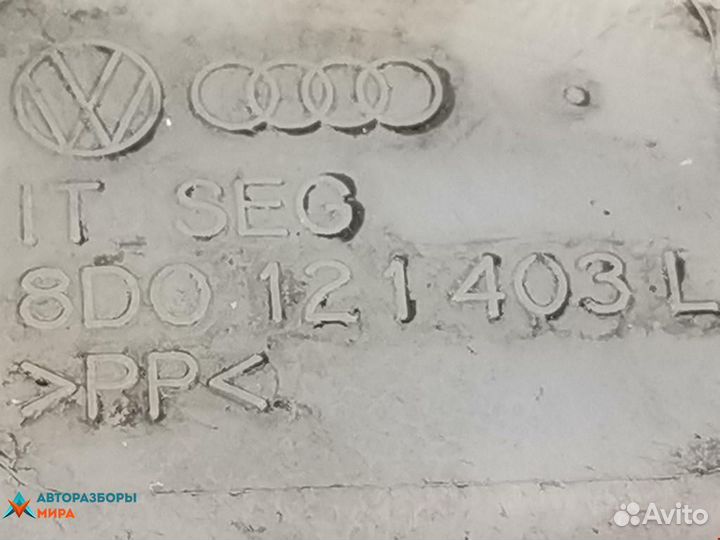 IT SEG
8D0 121 403 L
>PP<
АВТОРАЗБОРЫ
МИРА
Avito